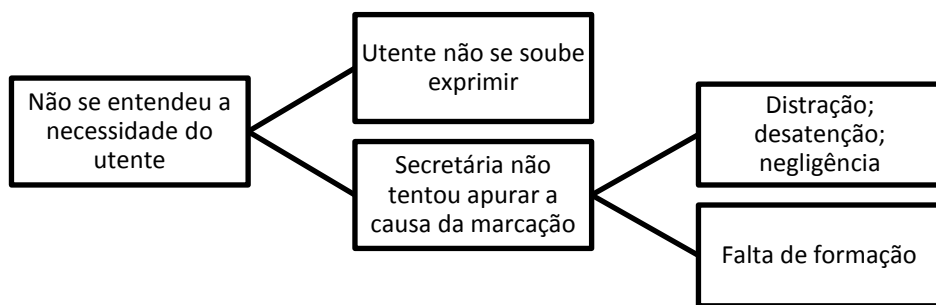 Não se entendeu a
necessidade do
utente
Utente não se soube
exprimir
Secretária não
tentou apurar a
causa da marcação
Distração;
desatenção;
negligência
Falta de formação